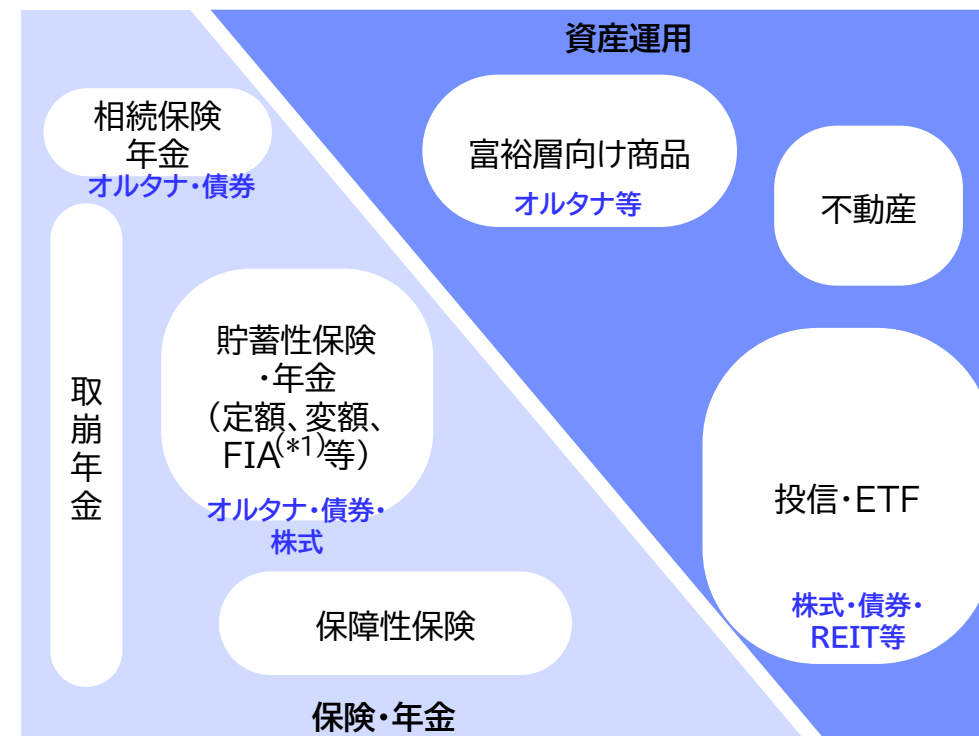 資産運用
相続保険
年金
オルタナ・債券
富裕層向け商品
オルタナ等
不動産
取崩年金
貯蓄性保険
・年金
（定額、変額、
FIA(*1)等）
オルタナ・債券・
株式
投信・ETF
株式・債券・
REIT等
保障性保険
保険・年金